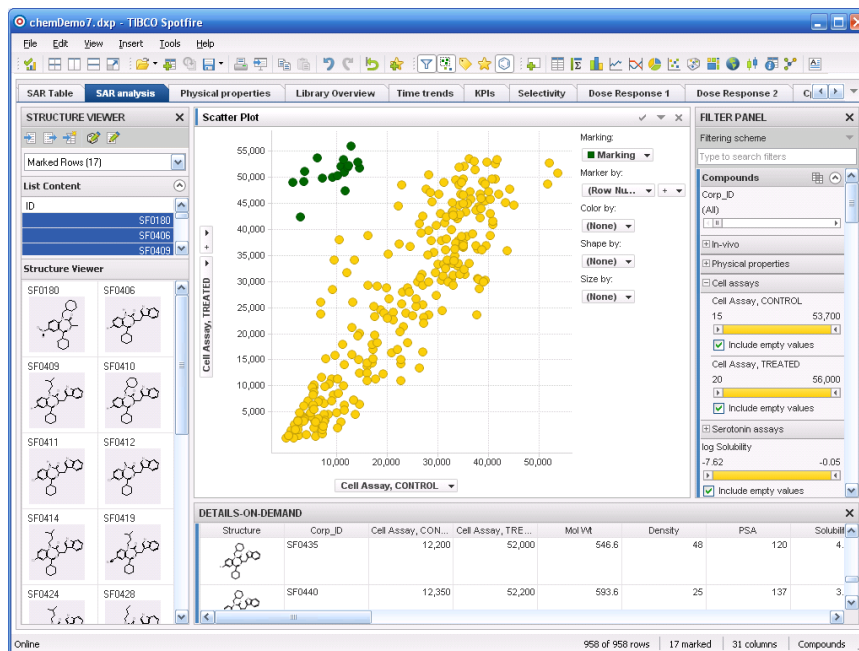 chemDemo7.dxp - TIBCO Spotfire
File Edit View Insert Tools Help
SAR Table SAR analysis Physical properties Library Overview Time trends KPIs Selectivity Dose Response 1 Dose Response 2
STRUCTURE VIEWER
Marked Rows (17)
List Content
ID
SF0180
SF0406
SF0409
Structure Viewer
SF0180 SF0406
SF0409 SF0410
SF0411 SF0412
SF0414 SF0419
SF0424 SF0428
Scatter Plot
55,000
50,000
45,000
40,000
35,000
30,000
25,000
20,000
15,000
10,000
5,000
Cell Assay, TREATED
10,000 20,000 30,000 40,000 50,000
Cell Assay, CONTROL
Marking:
Marking
Marker by:
(Row Nu... +
Color by:
(None)
Shape by:
(None)
Size by:
(None)
FILTER PANEL
Filtering scheme
Type to search filters
Compounds
Corp_ID
(All)
In-vivo
Physical properties
Cell assays
Cell Assay, CONTROL
15 53,700
Include empty values
Cell Assay, TREATED
20 56,000
Include empty values
Serotonin assays
log Solubility
-7.62 -0.05
Include empty values
DETAILS-ON-DEMAND
Structure Corp_ID Cell Assay, CON... Cell Assay, TRE... Mol Wt Density PSA
SF0435 12,200 52,000 546.6 48 120 4.
SF0440 12,350 52,200 593.6 25 137 3.
Online 958 of 958 rows 17 marked 31 columns Compounds